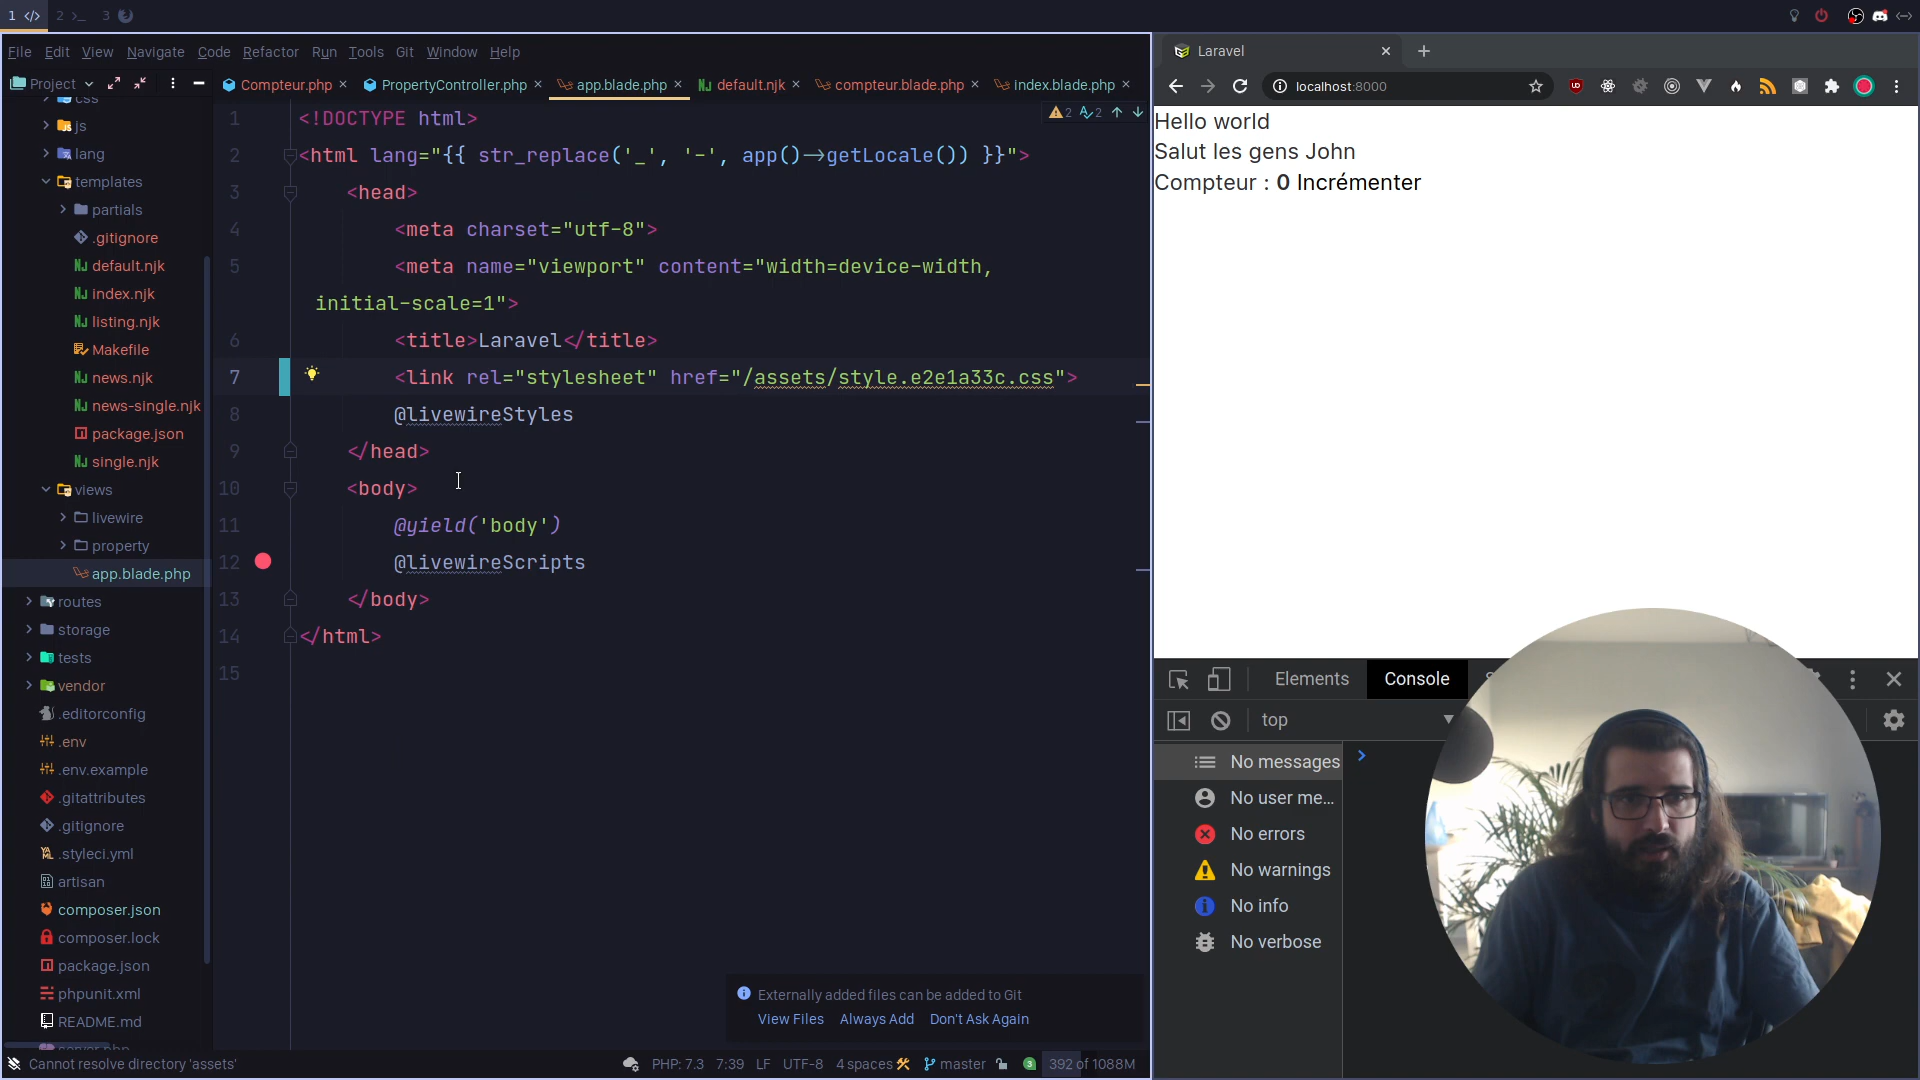 1 </> 2 >_ 3
File Edit View Navigate Code Refactor Run Tools Git Window Help
Project
Compteur.php PropertyController.php app.blade.php default.njk compteur.blade.php index.blade.php
css
js
lang
templates
partials
.gitignore
default.njk
index.njk
listing.njk
Makefile
news.njk
news-single.njk
package.json
single.njk
views
livewire
property
app.blade.php
routes
storage
tests
vendor
.editorconfig
.env
.env.example
.gitattributes
.gitignore
.styleci.yml
artisan
composer.json
composer.lock
package.json
phpunit.xml
README.md
server.php
2 2
1 <!DOCTYPE html>
2 <html lang="{{ str_replace('_', '-', app()->getLocale()) }}">
3 <head>
4 <meta charset="utf-8">
5 <meta name="viewport" content="width=device-width,
initial-scale=1">
6 <title>Laravel</title>
7 <link rel="stylesheet" href="/assets/style.e2e1a33c.css">
8 @livewireStyles
9 </head>
10 <body>
11 @yield('body')
12 @livewireScripts
13 </body>
14 </html>
15
Externally added files can be added to Git
View Files Always Add Don't Ask Again
Cannot resolve directory 'assets'
PHP: 7.3 7:39 LF UTF-8 4 spaces master 3 392 of 1088M
Laravel
localhost:8000
Hello world
Salut les gens John
Compteur : 0 Incrémenter
Elements Console
top
No messages
No user me...
No errors
No warnings
No info
No verbose